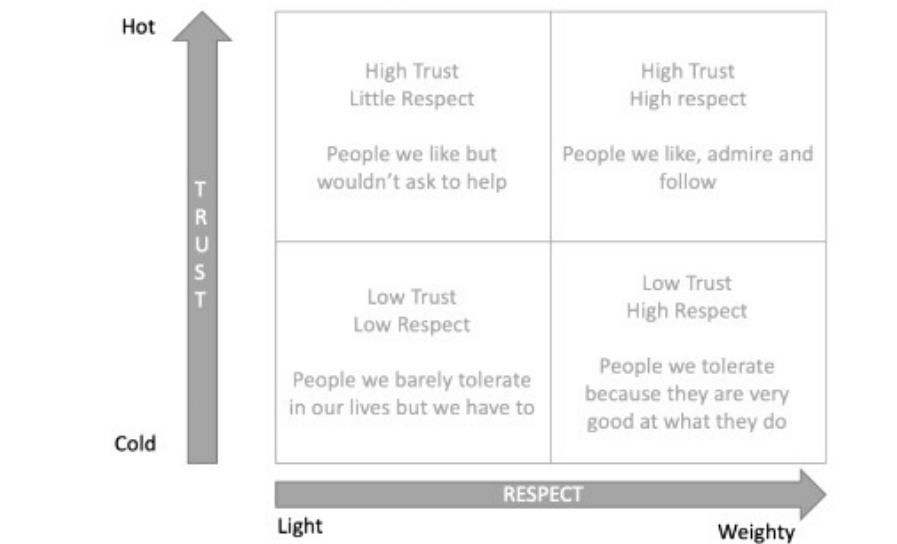 Hot
High Trust
Little Respect
People we like but
wouldn't ask to help
High Trust
High respect
People we like, admire and
follow
TRUST
Low Trust
Low Respect
People we barely tolerate
in our lives but we have to
Low Trust
High Respect
People we tolerate
because they are very
good at what they do
Cold
RESPECT
Light
Weighty